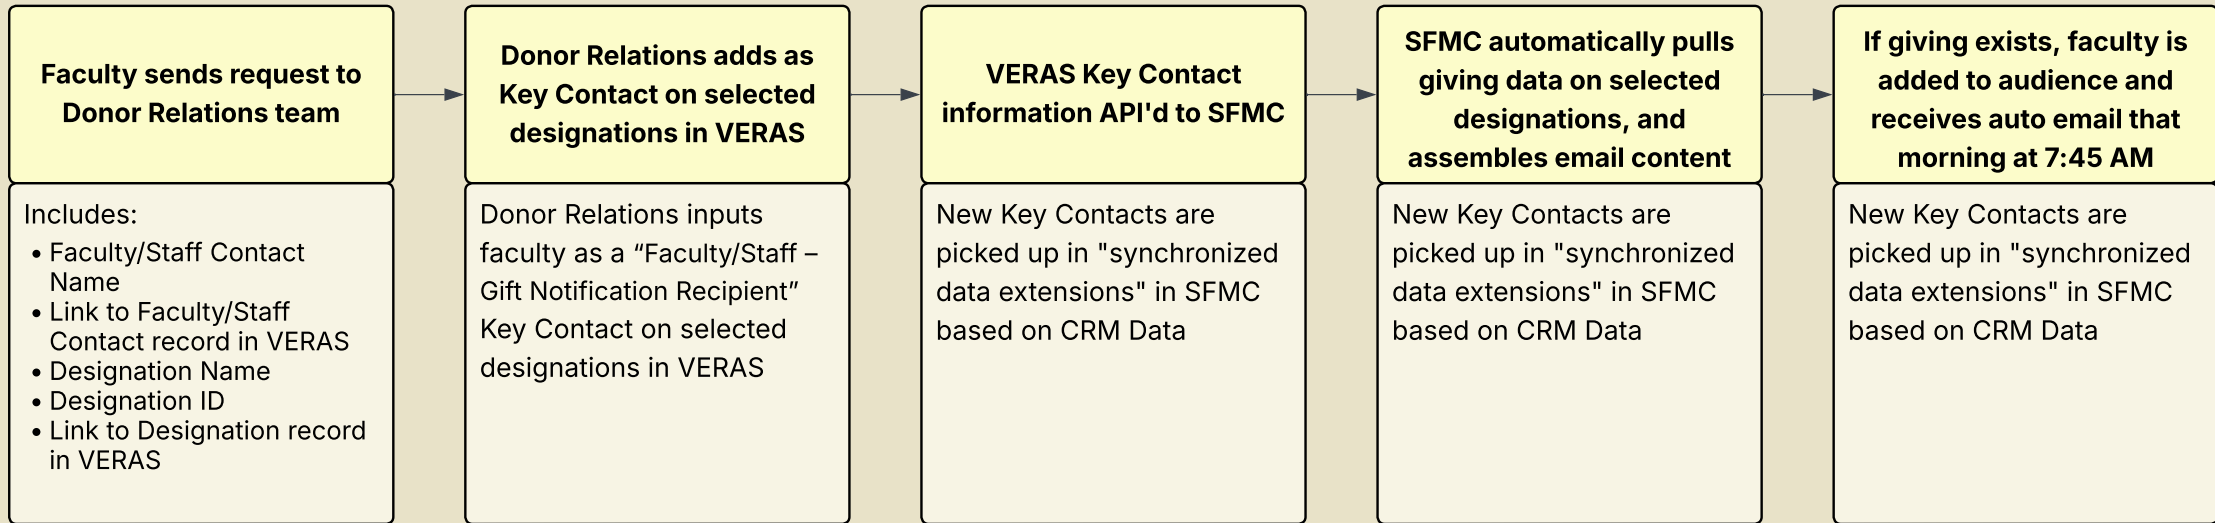 Faculty sends request to
Donor Relations team
Includes:
• Faculty/Staff Contact
Name
• Link to Faculty/Staff
Contact record in VERAS
• Designation Name
• Designation ID
• Link to Designation record
in VERAS
Donor Relations adds as
Key Contact on selected
designations in VERAS
Donor Relations inputs
faculty as a “Faculty/Staff –
Gift Notification Recipient”
Key Contact on selected
designations in VERAS
VERAS Key Contact
information API'd to SFMC
New Key Contacts are
picked up in "synchronized
data extensions" in SFMC
based on CRM Data
SFMC automatically pulls
giving data on selected
designations, and
assembles email content
New Key Contacts are
picked up in "synchronized
data extensions" in SFMC
based on CRM Data
If giving exists, faculty is
added to audience and
receives auto email that
morning at 7:45 AM
New Key Contacts are
picked up in "synchronized
data extensions" in SFMC
based on CRM Data